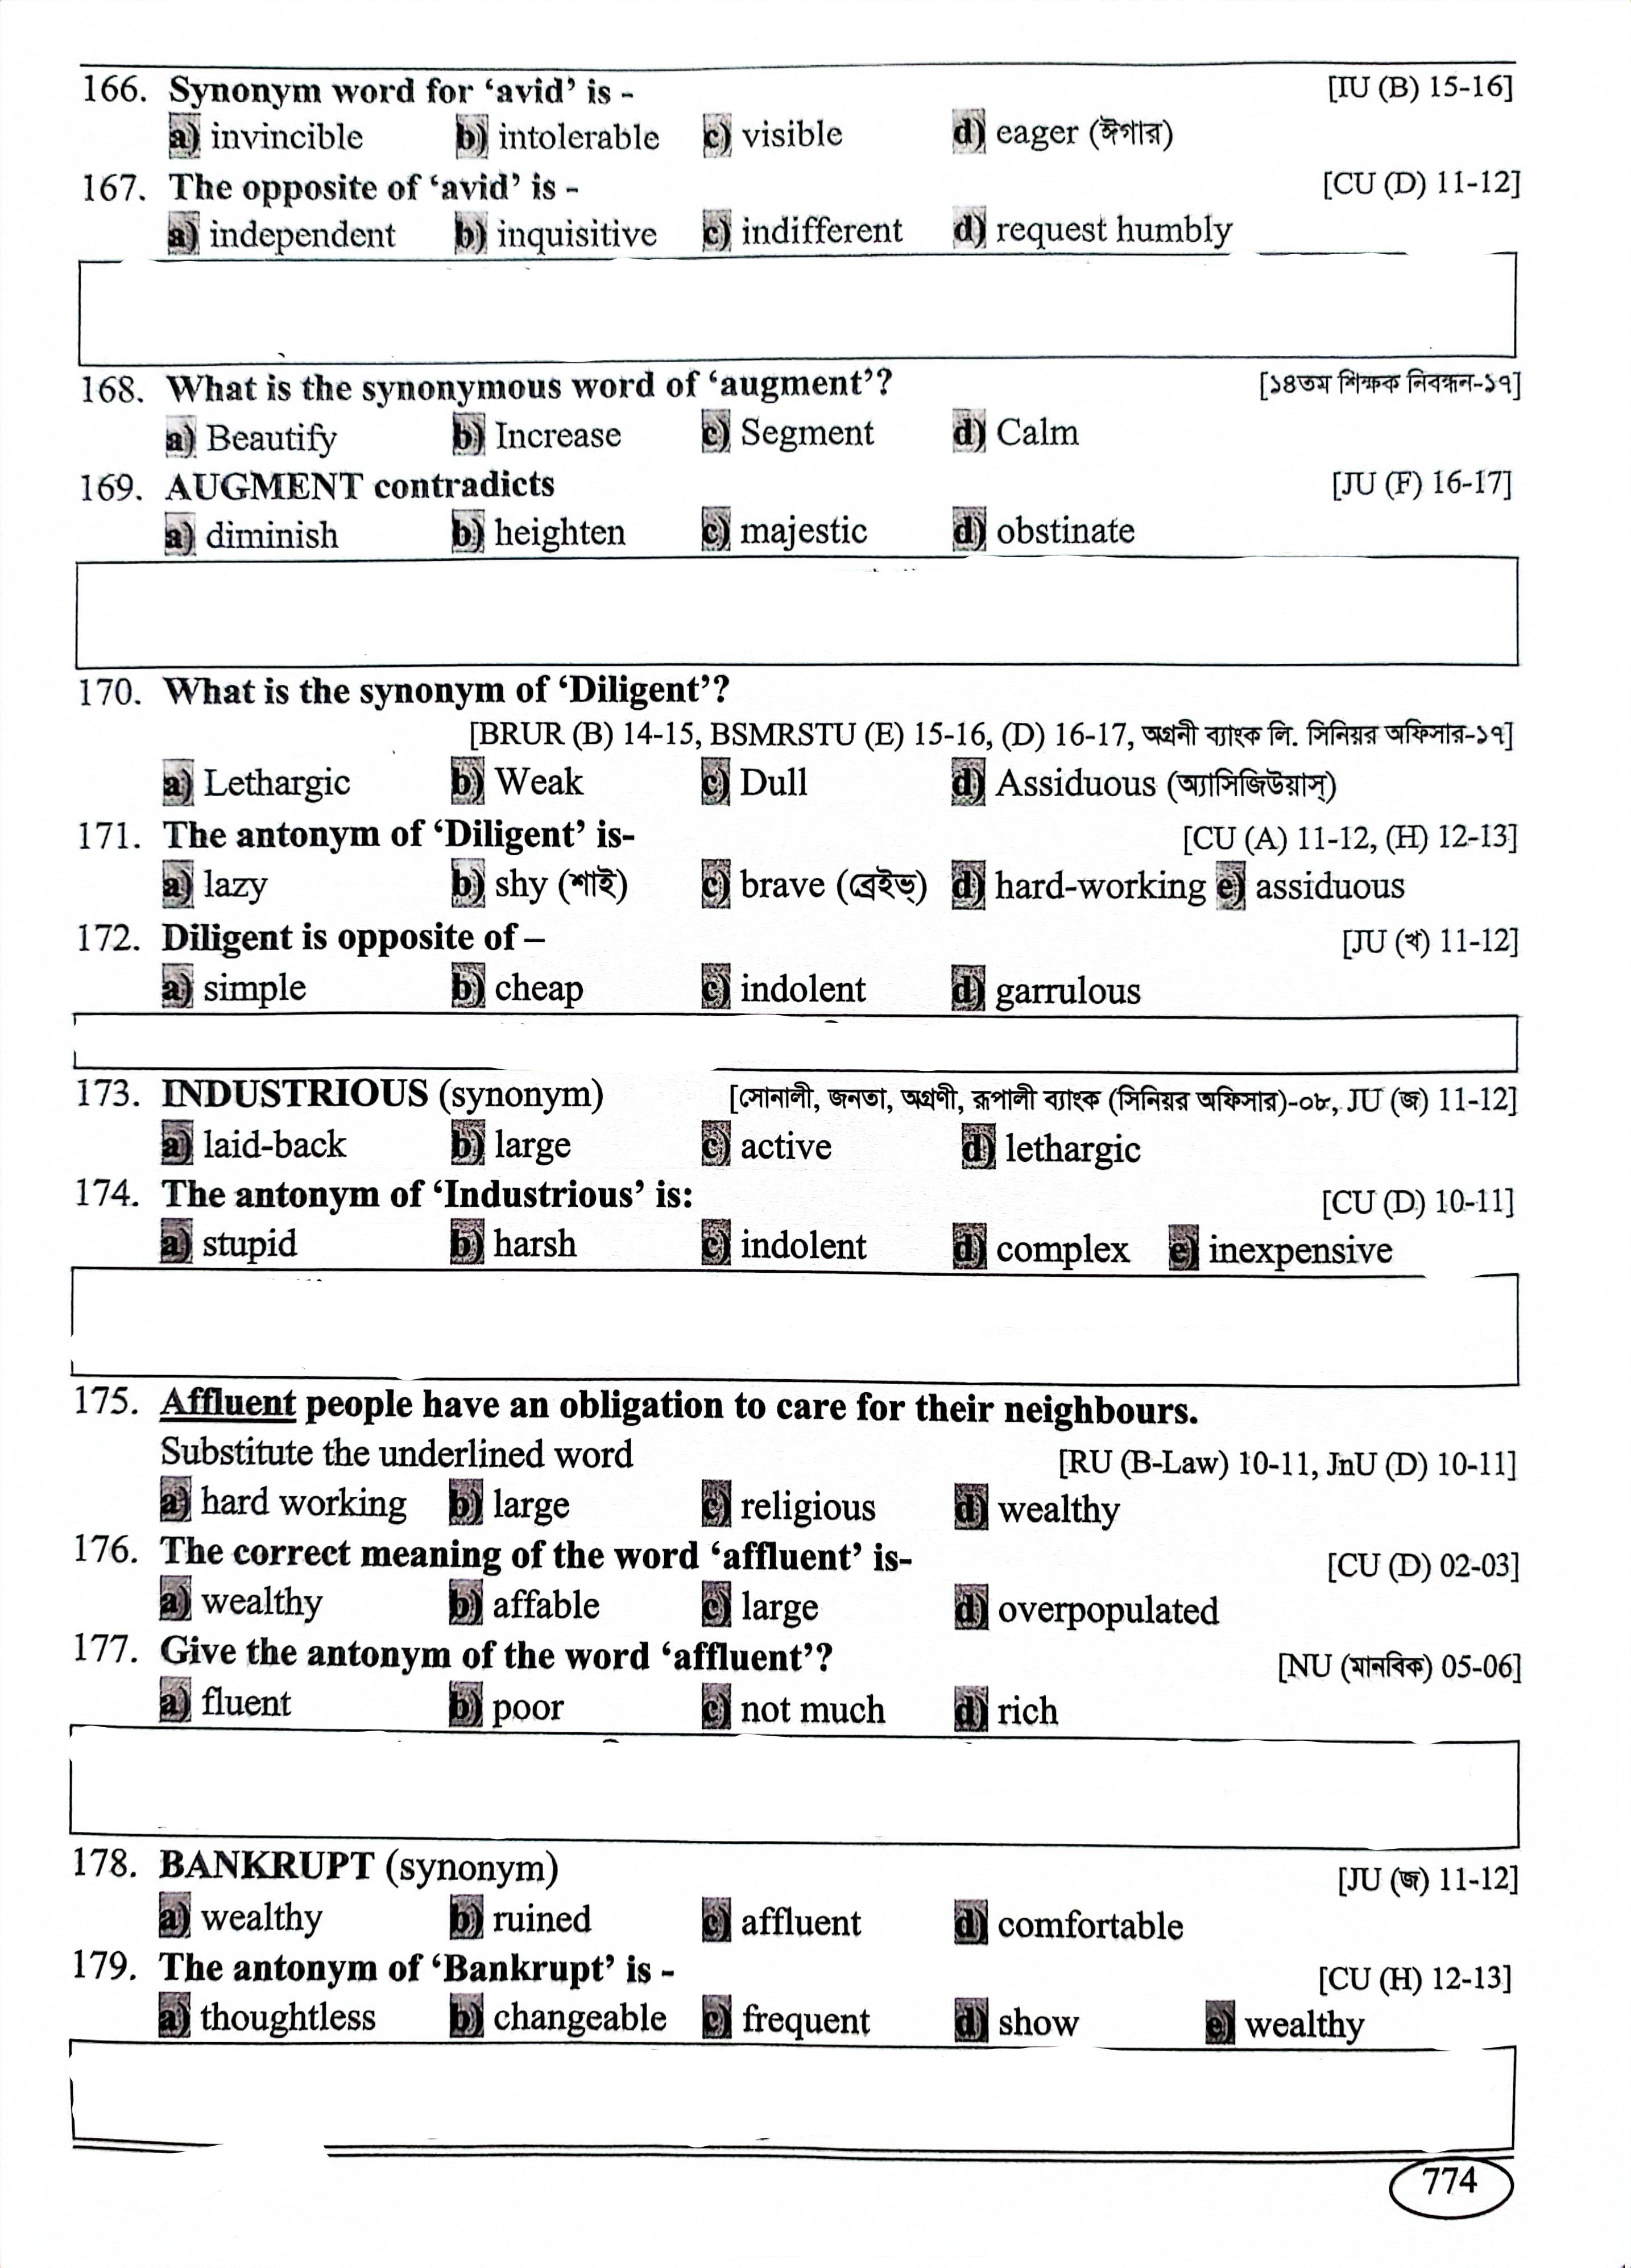 166. Synonym word for ‘avid’ is - [IU (B) 15-16]
a) invincible b) intolerable c) visible d) eager (ঈগার)
167. The opposite of ‘avid’ is - [CU (D) 11-12]
a) independent b) inquisitive c) indifferent d) request humbly
168. What is the synonymous word of ‘augment’? [১৪তম শিক্ষক নিবন্ধন-১৭]
a) Beautify b) Increase c) Segment d) Calm
169. AUGMENT contradicts [JU (F) 16-17]
a) diminish b) heighten c) majestic d) obstinate
170. What is the synonym of ‘Diligent’?
[BRUR (B) 14-15, BSMRSTU (E) 15-16, (D) 16-17, অগ্রনী ব্যাংক লি. সিনিয়র অফিসার-১৭]
a) Lethargic b) Weak c) Dull d) Assiduous (অ্যাসিজিউয়াস্)
171. The antonym of ‘Diligent’ is- [CU (A) 11-12, (H) 12-13]
a) lazy b) shy (শাই) c) brave (ব্রেইভ্) d) hard-working e) assiduous
172. Diligent is opposite of – [JU (খ) 11-12]
a) simple b) cheap c) indolent d) garrulous
173. INDUSTRIOUS (synonym) [সোনালী, জনতা, অগ্রণী, রূপালী ব্যাংক (সিনিয়র অফিসার)-০৮, JU (জ) 11-12]
a) laid-back b) large c) active d) lethargic
174. The antonym of ‘Industrious’ is: [CU (D) 10-11]
a) stupid b) harsh c) indolent d) complex e) inexpensive
175. Affluent people have an obligation to care for their neighbours.
Substitute the underlined word [RU (B-Law) 10-11, JnU (D) 10-11]
a) hard working b) large c) religious d) wealthy
176. The correct meaning of the word ‘affluent’ is- [CU (D) 02-03]
a) wealthy b) affable c) large d) overpopulated
177. Give the antonym of the word ‘affluent’? [NU (মানবিক) 05-06]
a) fluent b) poor c) not much d) rich
178. BANKRUPT (synonym) [JU (জ) 11-12]
a) wealthy b) ruined c) affluent d) comfortable
179. The antonym of ‘Bankrupt’ is - [CU (H) 12-13]
a) thoughtless b) changeable c) frequent d) show e) wealthy
774